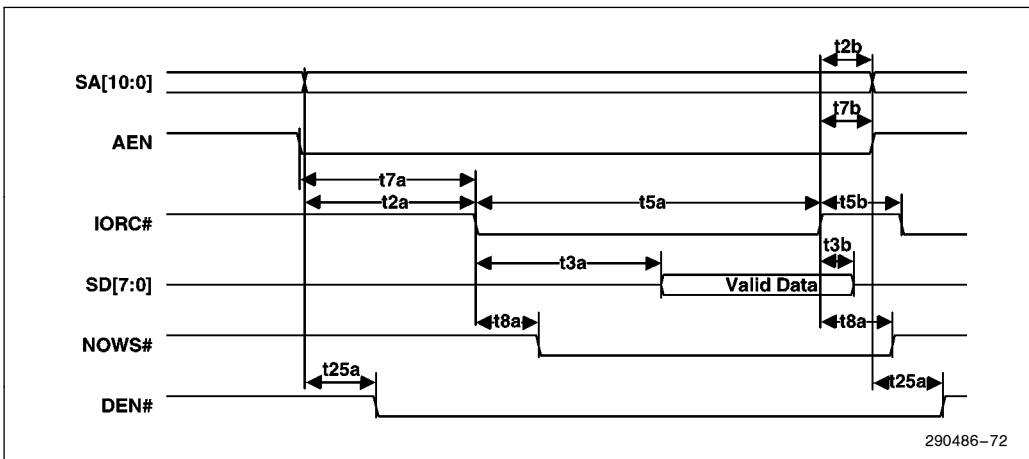 t2b
SA[10:0]
t7b
AEN
t7a
t2a
t5a
t5b
IORC#
t3b
t3a
SD[7:0]
Valid Data
t8a
t8a
NOWS#
t25a
t25a
DEN#
290486–72